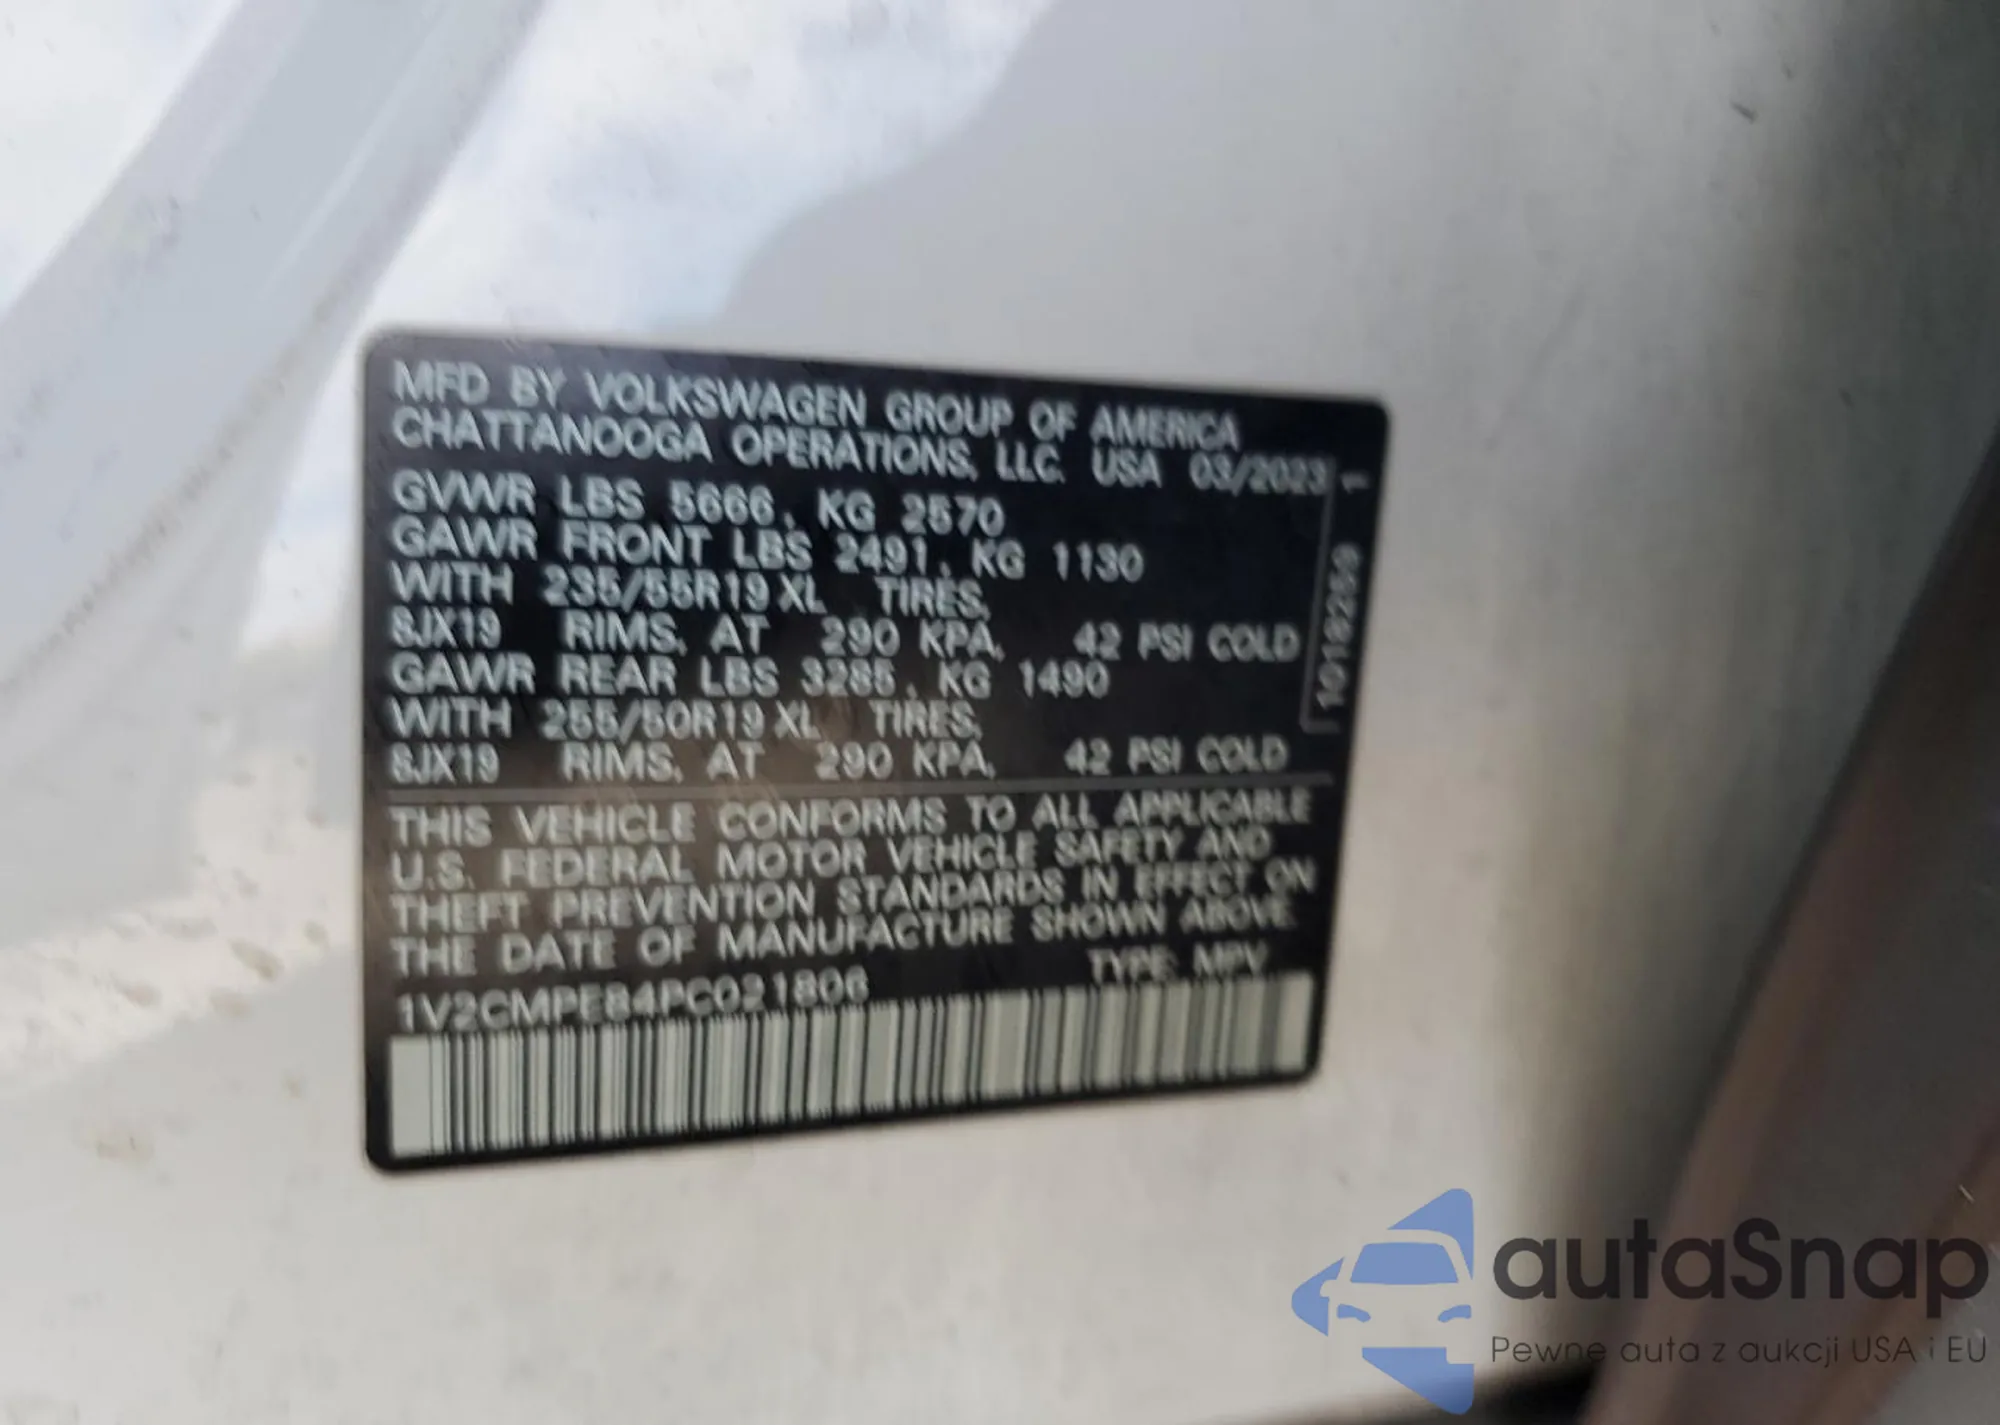 MFD BY VOLKSWAGEN GROUP OF AMERICA
CHATTANOOGA OPERATIONS, LLC. USA 03/2023
GVWR LBS 5666, KG 2570
GAWR FRONT LBS 2491, KG 1130
WITH 235/55R19 XL TIRES,
8JX19 RIMS, AT 290 KPA, 42 PSI COLD
GAWR REAR LBS 3285, KG 1490
WITH 255/50R19 XL TIRES,
8JX19 RIMS, AT 290 KPA, 42 PSI COLD
1018259 1
THIS VEHICLE CONFORMS TO ALL APPLICABLE
U.S. FEDERAL MOTOR VEHICLE SAFETY AND
THEFT PREVENTION STANDARDS IN EFFECT ON
THE DATE OF MANUFACTURE SHOWN ABOVE.
1V2CMPE84PC021806 TYPE: MPV
autaSnap
Pewne auta z aukcji USA i EU